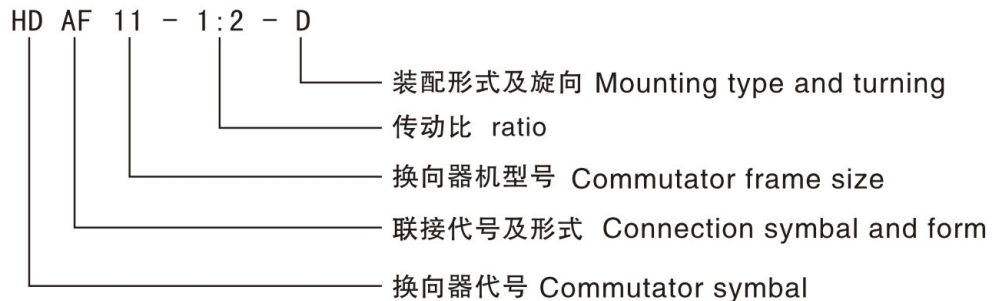 HD AF 11 - 1:2 - D
装配形式及旋向 Mounting type and turning
传动比 ratio
换向器机型号 Commutator frame size
联接代号及形式 Connection symbal and form
换向器代号 Commutator symbal